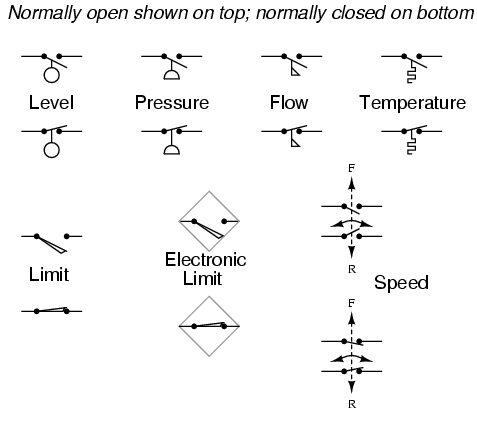 Normally open shown on top; normally closed on bottom
Level Pressure Flow Temperature
F
Electronic
Limit
Limit
R
Speed
F
R